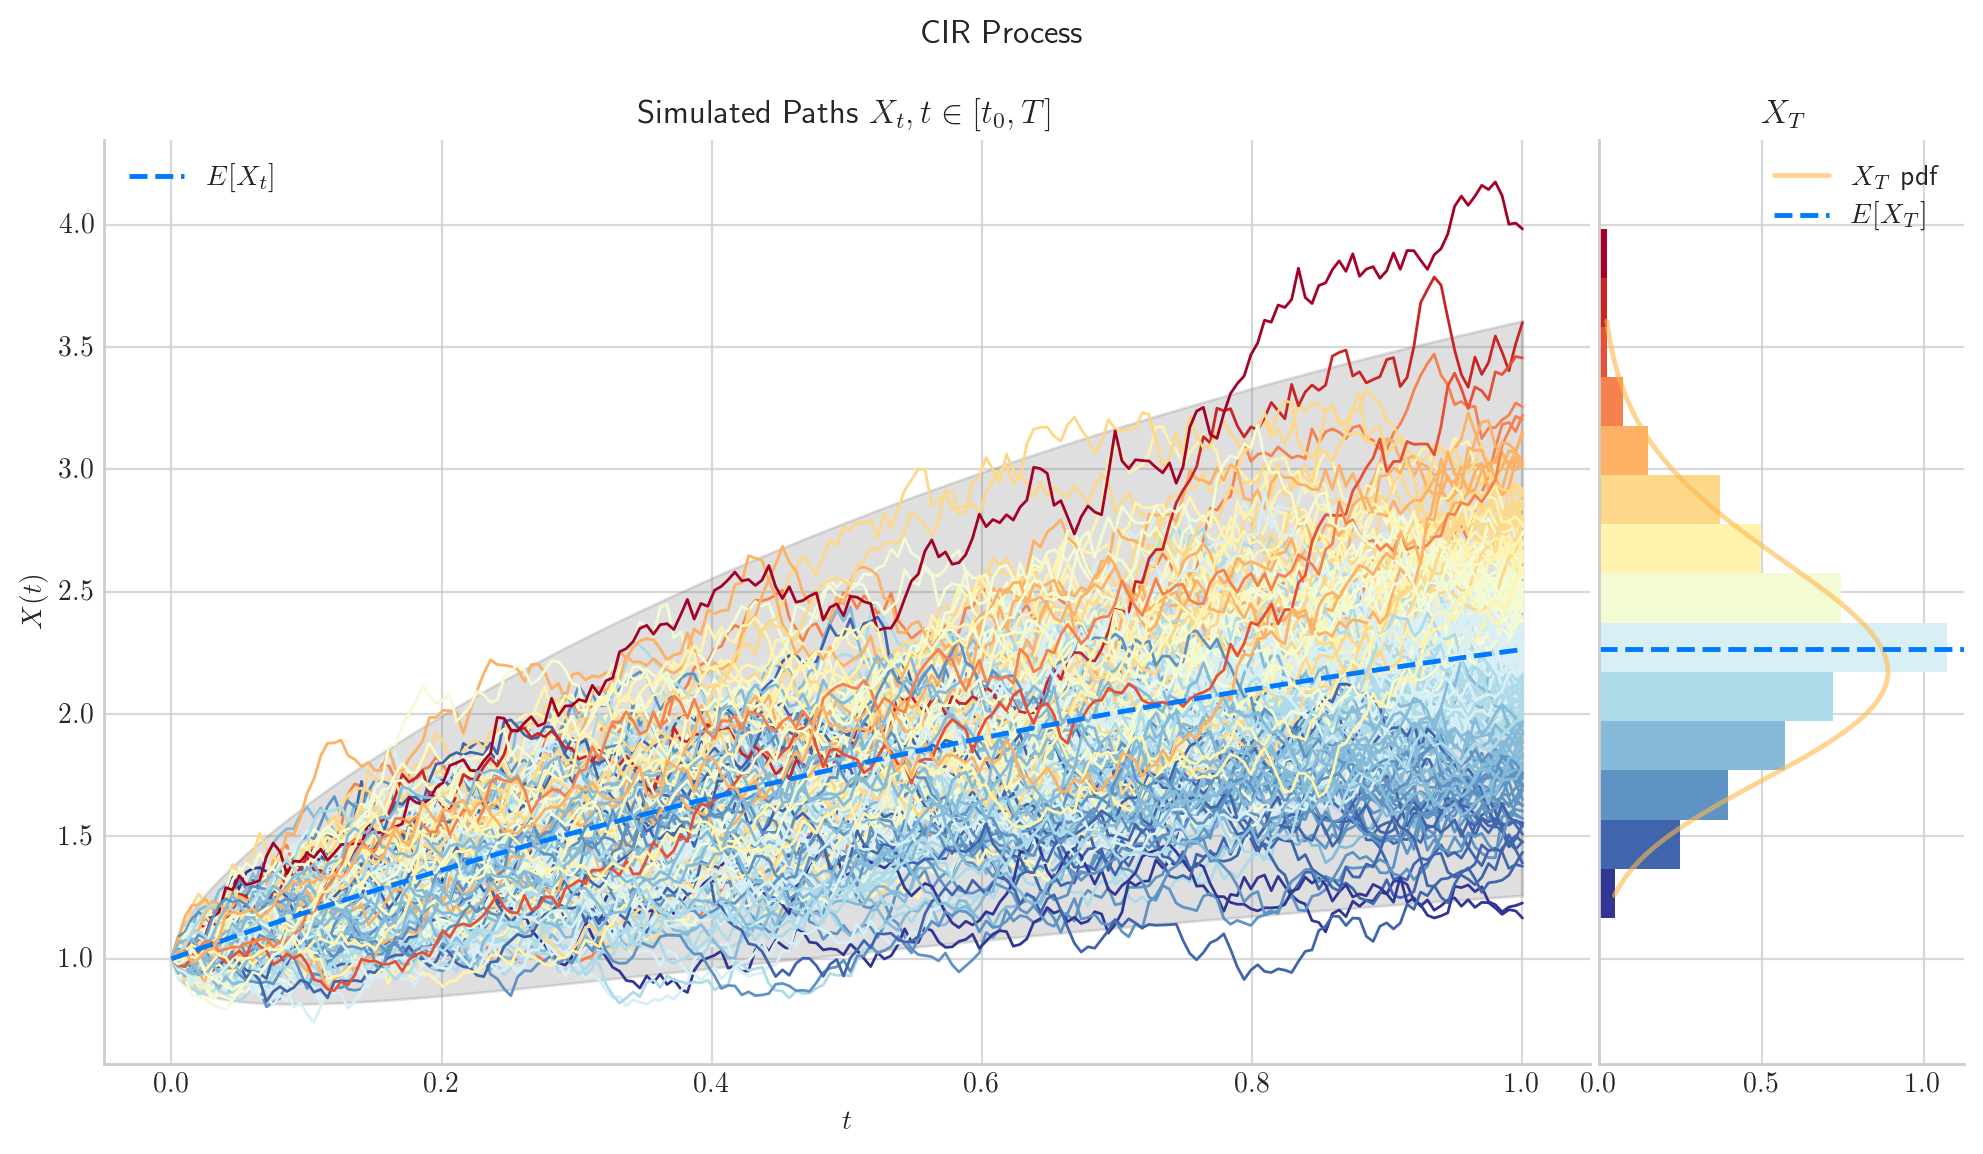 CIR Process
Simulated Paths $X_t, t \in [t_0, T]$
$X_T$
$E[X_t]$
$X_T$ pdf
$E[X_T]$
4.0
3.5
3.0
2.5
2.0
1.5
1.0
$X(t)$
0.0 0.2 0.4 0.6 0.8 1.0
0.0 0.5 1.0
$t$